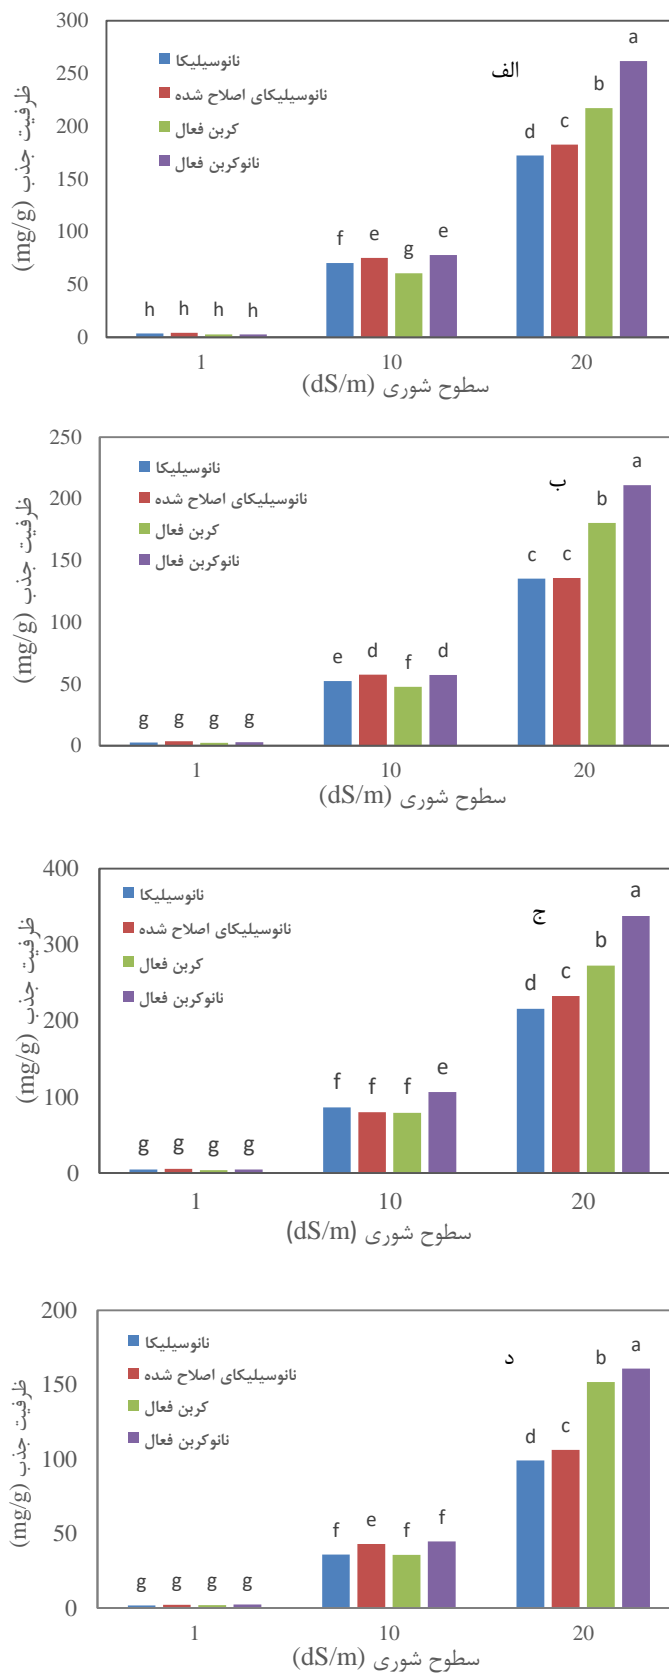 300
250
200
150
100
50
0
ظرفیت جذب (mg/g)
نانوسیلیکا
نانوسیلیکای اصلاح شده
کربن فعال
نانوکربن فعال
الف
h h h h
f e g e
d c b a
1 10 20
سطوح شوری (dS/m)
250
200
150
100
50
0
ظرفیت جذب (mg/g)
نانوسیلیکا
نانوسیلیکای اصلاح شده
کربن فعال
نانوکربن فعال
ب
g g g g
e d f d
c c b a
1 10 20
سطوح شوری (dS/m)
400
300
200
100
0
ظرفیت جذب (mg/g)
نانوسیلیکا
نانوسیلیکای اصلاح شده
کربن فعال
نانوکربن فعال
ج
g g g g
f f f e
d c b a
1 10 20
سطوح شوری (dS/m)
200
150
100
50
0
ظرفیت جذب (mg/g)
نانوسیلیکا
نانوسیلیکای اصلاح شده
کربن فعال
نانوکربن فعال
د
g g g g
f e f f
d c b a
1 10 20
سطوح شوری (dS/m)